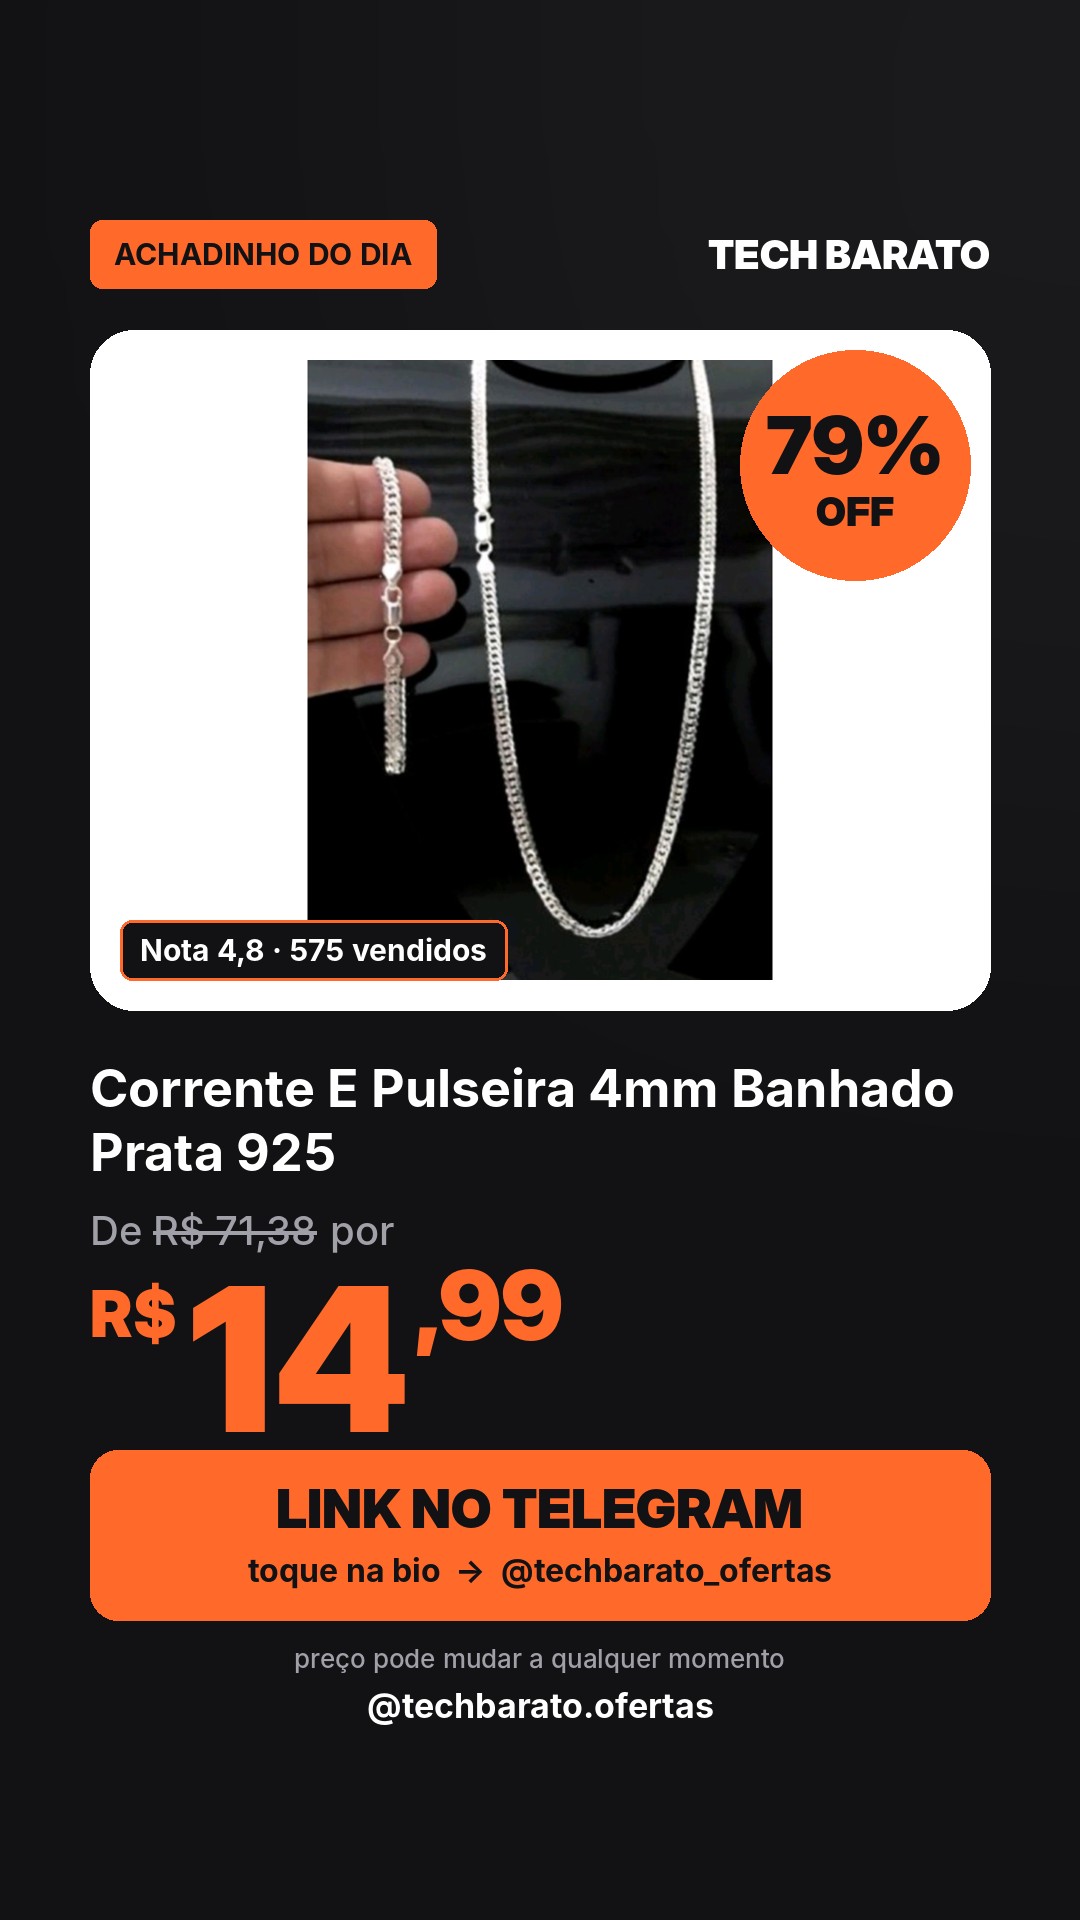 ACHADINHO DO DIA
TECH BARATO
79%
OFF
Nota 4,8 · 575 vendidos
Corrente E Pulseira 4mm Banhado
Prata 925
De R$ 71,38 por
R$ 14,99
LINK NO TELEGRAM
toque na bio → @techbarato_ofertas
preço pode mudar a qualquer momento
@techbarato.ofertas